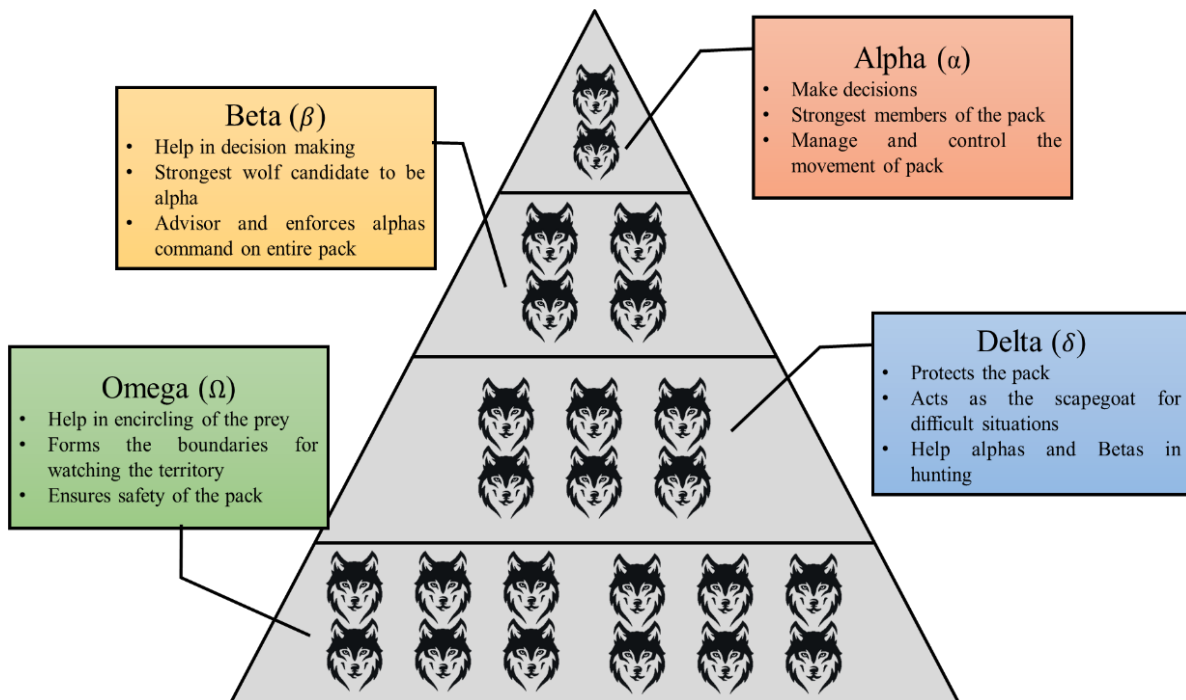 Alpha (α)
• Make decisions
• Strongest members of the pack
• Manage and control the
movement of pack
Beta (β)
• Help in decision making
• Strongest wolf candidate to be
alpha
• Advisor and enforces alphas
command on entire pack
Delta (δ)
• Protects the pack
• Acts as the scapegoat for
difficult situations
• Help alphas and Betas in
hunting
Omega (Ω)
• Help in encircling of the prey
• Forms the boundaries for
watching the territory
• Ensures safety of the pack